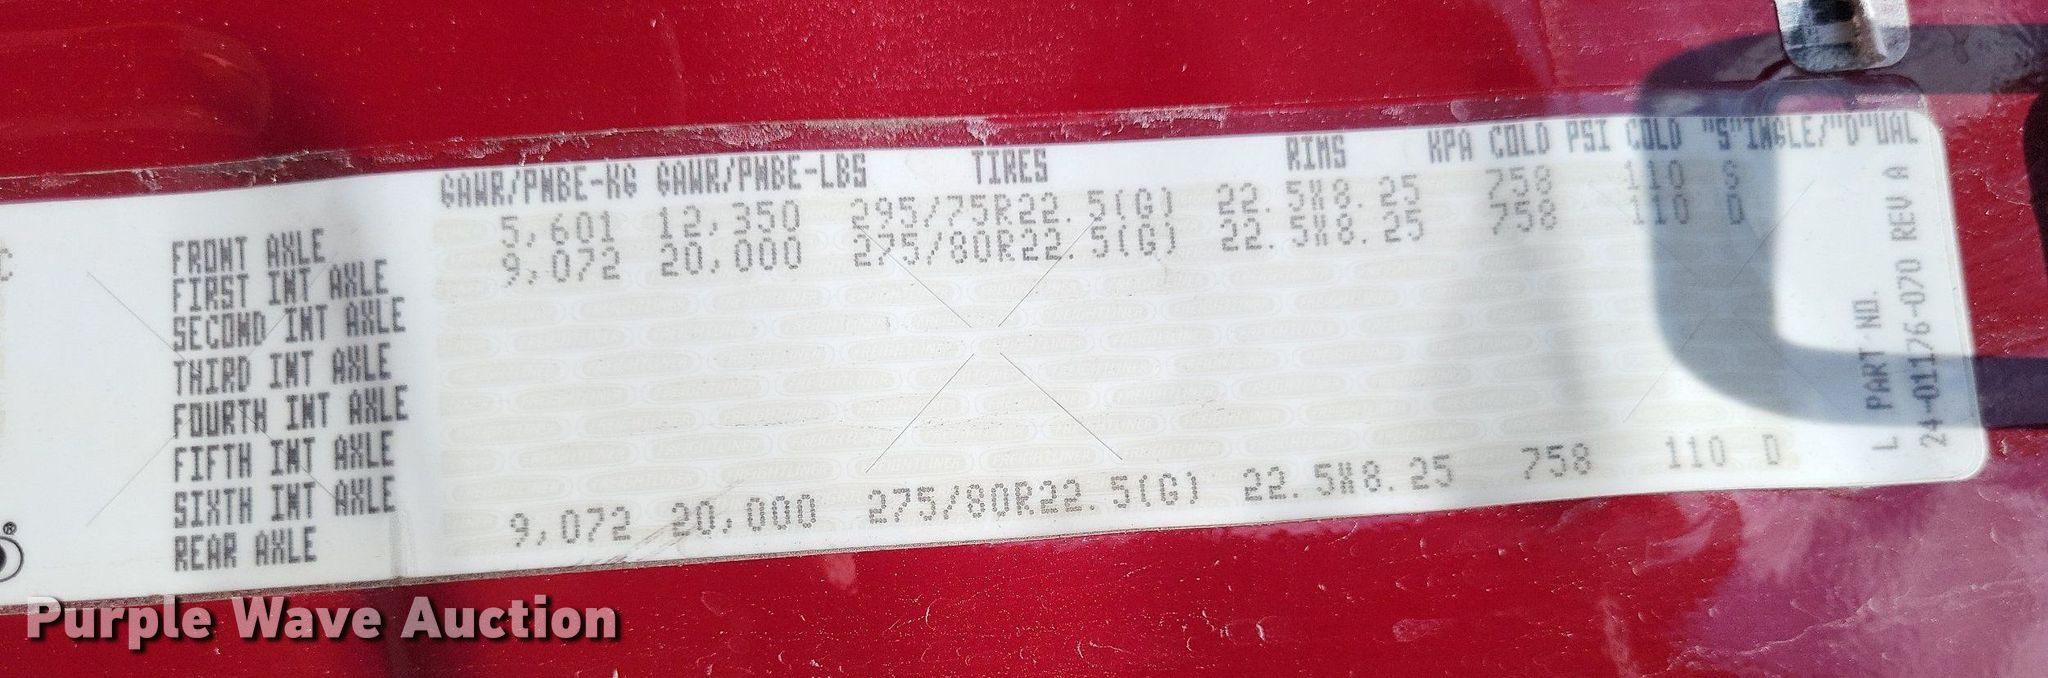 GAWR/PNBE-KG GAWR/PNBE-LBS TIRES RIMS KPA COLD PSI COLD "S"INGLE/"D"UAL
FRONT AXLE 5,601 12,350 295/75R22.5(G) 22.5X8.25 758 110 S
FIRST INT AXLE 9,072 20,000 275/80R22.5(G) 22.5X8.25 758 110 D
SECOND INT AXLE
THIRD INT AXLE
FOURTH INT AXLE
FIFTH INT AXLE
SIXTH INT AXLE
REAR AXLE 9,072 20,000 275/80R22.5(G) 22.5X8.25 758 110 D
L PART NO.
24-01176-070 REV A
C
®
FREIGHTLINER
Purple Wave Auction